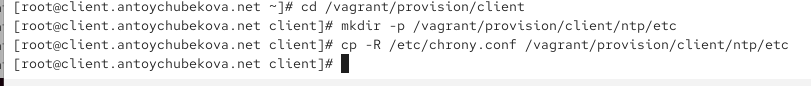 [root@client.antoychubekova.net ~]# cd /vagrant/provision/client
[root@client.antoychubekova.net client]# mkdir -p /vagrant/provision/client/ntp/etc
[root@client.antoychubekova.net client]# cp -R /etc/chrony.conf /vagrant/provision/client/ntp/etc
[root@client.antoychubekova.net client]#